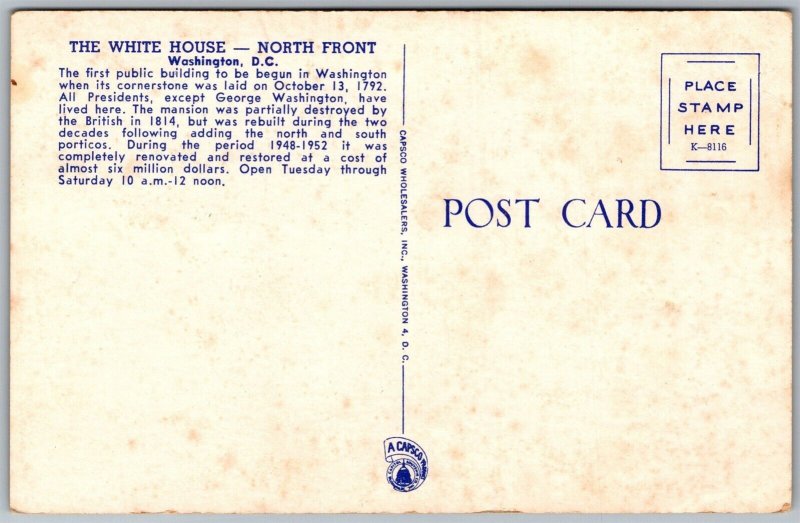 THE WHITE HOUSE — NORTH FRONT
Washington, D.C.
The first public building to be begun in Washington
when its cornerstone was laid on October 13, 1792.
All Presidents, except George Washington, have
lived here. The mansion was partially destroyed by
the British in 1814, but was rebuilt during the two
decades following adding the north and south
porticos. During the period 1948-1952 it was
completely renovated and restored at a cost of
almost six million dollars. Open Tuesday through
Saturday 10 a.m.-12 noon.
CAPSCO WHOLESALERS, INC., WASHINGTON 4, D. C.
A CAPSCO
PLACE
STAMP
HERE
K—8116
POST CARD